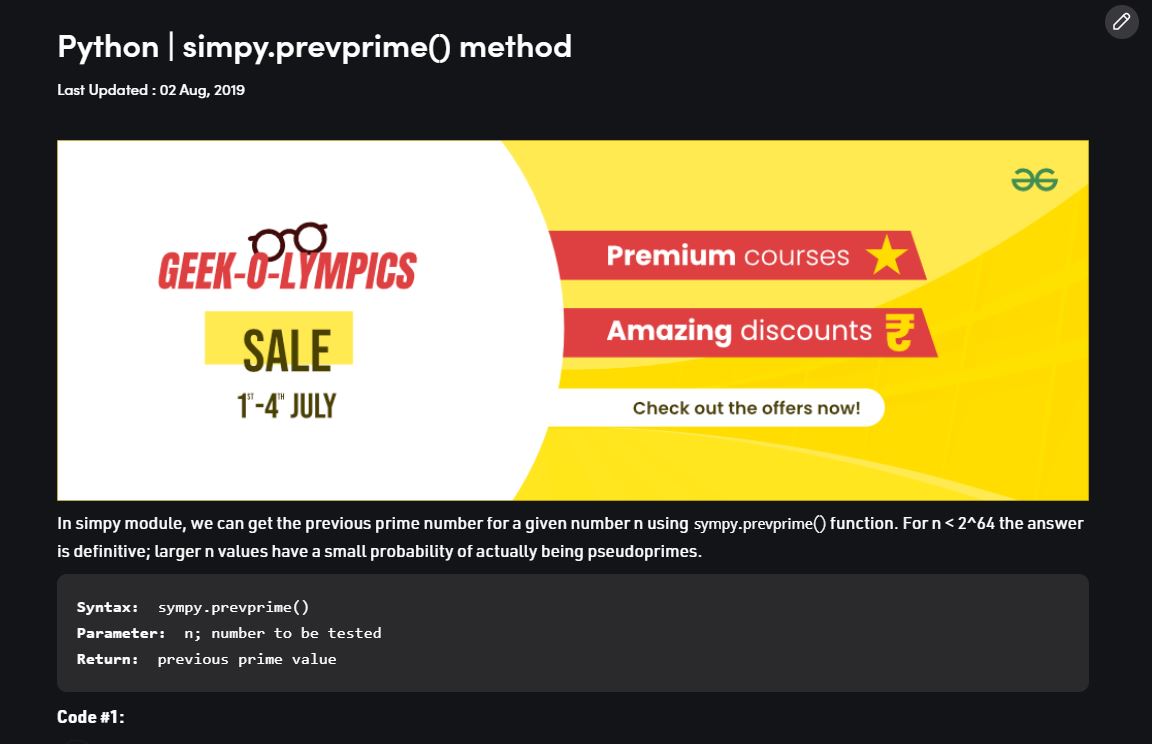 Python | simpy.prevprime() method
Last Updated : 02 Aug, 2019
GEEK-O-LYMPICS
SALE
1ST-4TH JULY
Premium courses
Amazing discounts ₹
Check out the offers now!
In simpy module, we can get the previous prime number for a given number n using sympy.prevprime() function. For n < 2^64 the answer
is definitive; larger n values have a small probability of actually being pseudoprimes.
Syntax: sympy.prevprime()
Parameter: n; number to be tested
Return: previous prime value
Code #1: